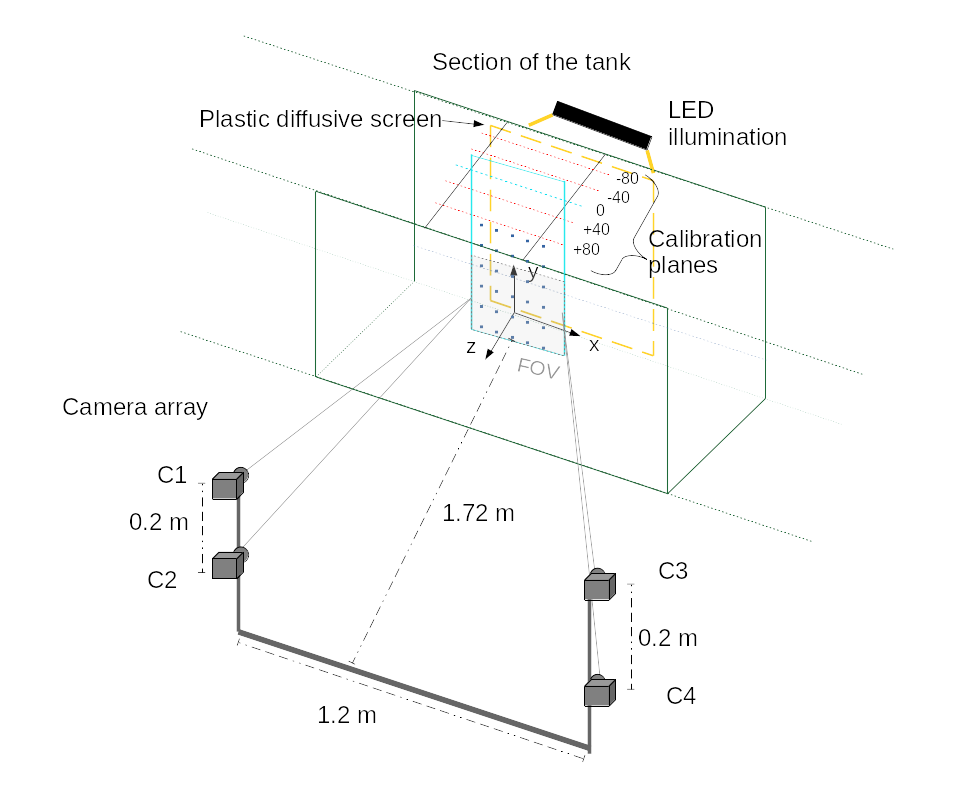 Section of the tank
LED
illumination
Plastic diffusive screen
-80
-40
0
+40
+80
Calibration
planes
y
x
z
FOV
Camera array
C1
0.2 m
C2
1.72 m
C3
0.2 m
C4
1.2 m